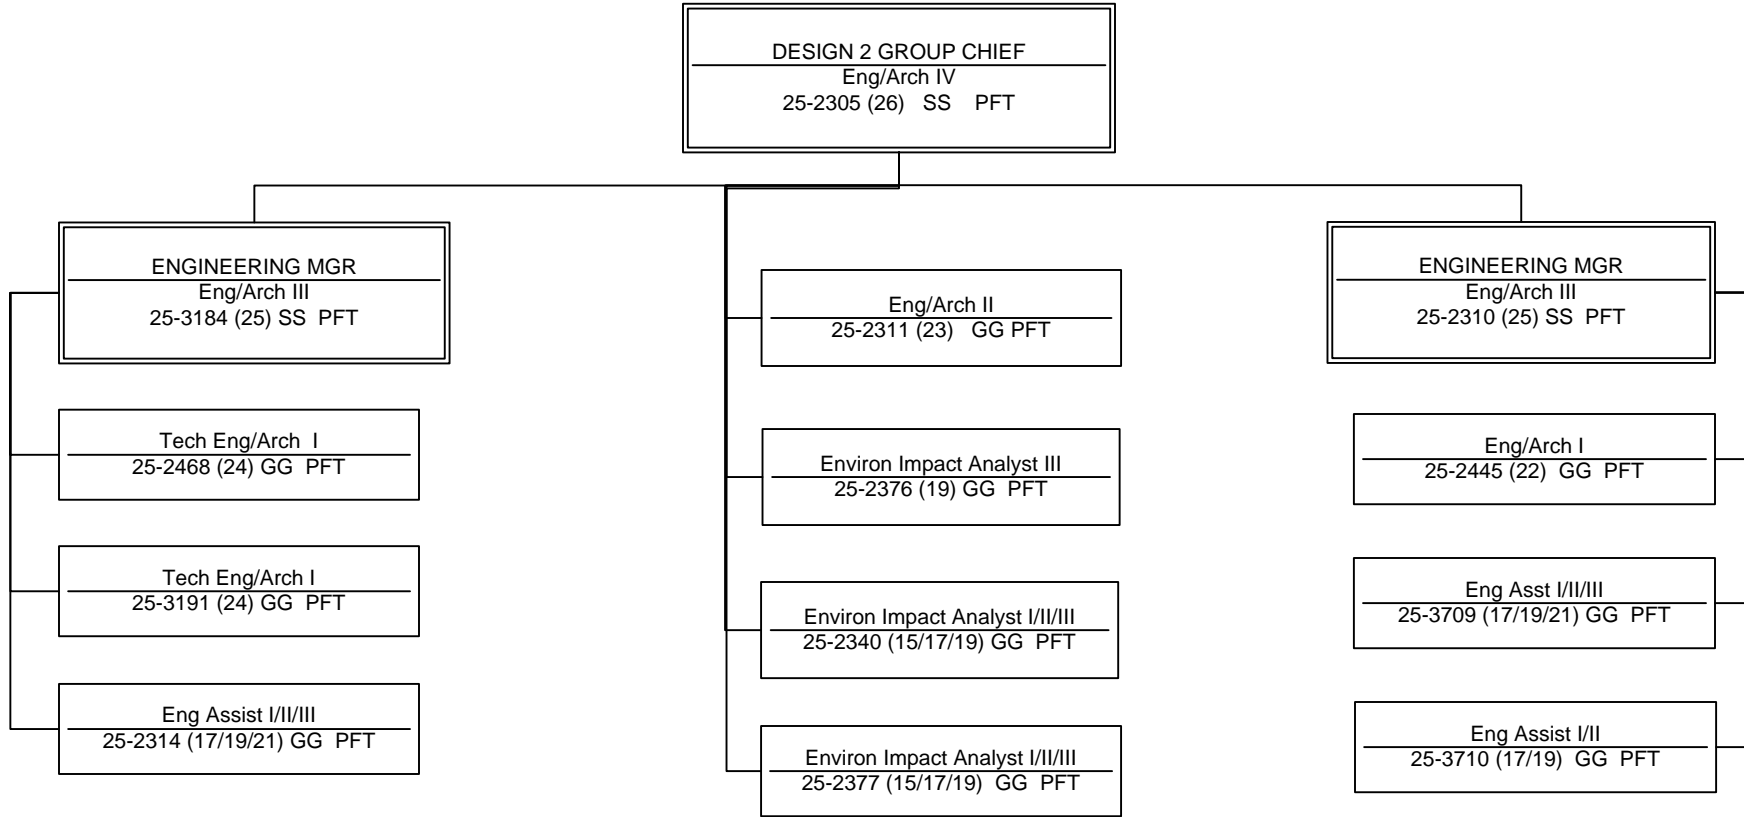 DESIGN 2 GROUP CHIEF
Eng/Arch IV
25-2305 (26) SS PFT
ENGINEERING MGR
Eng/Arch III
25-3184 (25) SS PFT
Tech Eng/Arch I
25-2468 (24) GG PFT
Tech Eng/Arch I
25-3191 (24) GG PFT
Eng Assist I/II/III
25-2314 (17/19/21) GG PFT
Eng/Arch II
25-2311 (23) GG PFT
Environ Impact Analyst III
25-2376 (19) GG PFT
Environ Impact Analyst I/II/III
25-2340 (15/17/19) GG PFT
Environ Impact Analyst I/II/III
25-2377 (15/17/19) GG PFT
ENGINEERING MGR
Eng/Arch III
25-2310 (25) SS PFT
Eng/Arch I
25-2445 (22) GG PFT
Eng Asst I/II/III
25-3709 (17/19/21) GG PFT
Eng Assist I/II
25-3710 (17/19) GG PFT